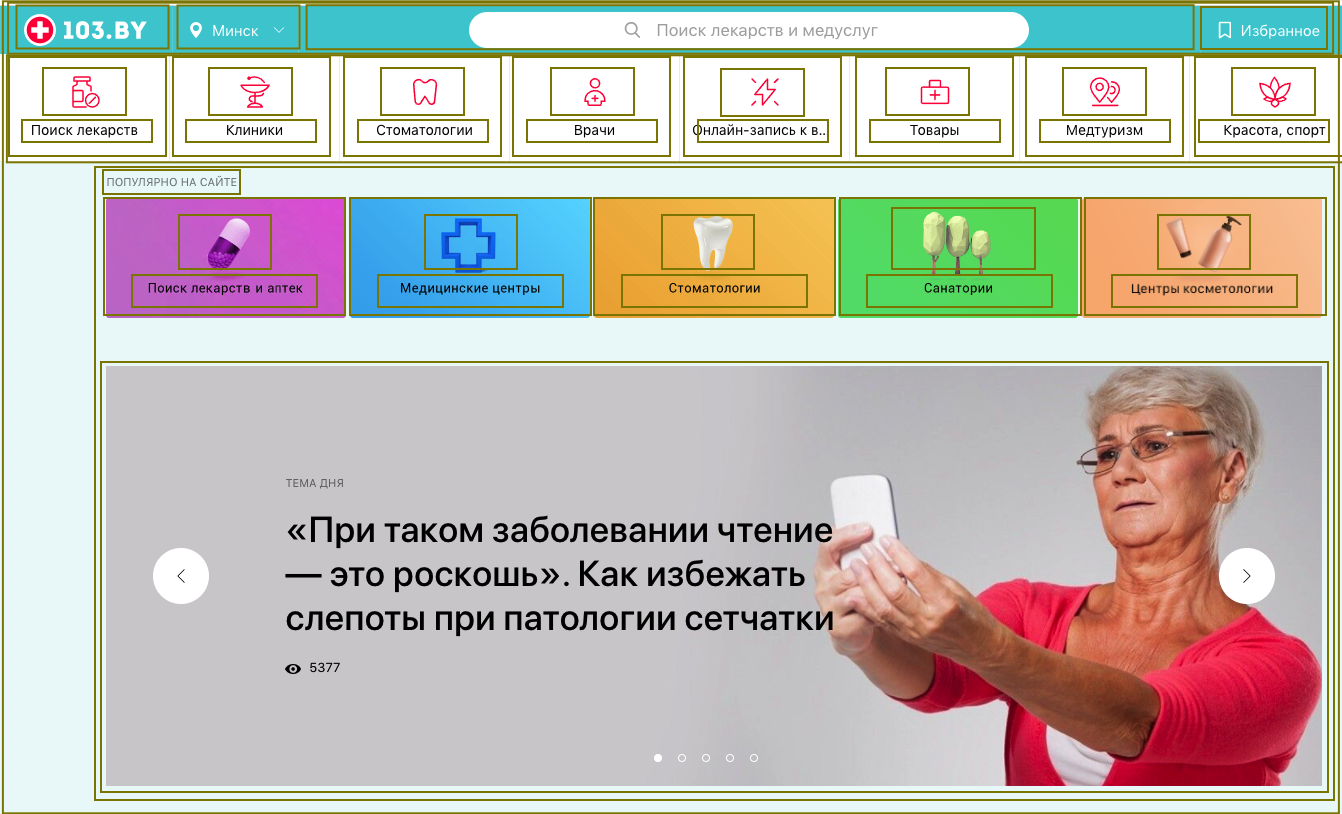 103.BY
Минск
Поиск лекарств и медуслуг
Избранное
Поиск лекарств
Клиники
Стоматологии
Врачи
Онлайн-запись к в...
Товары
Медтуризм
Красота, спорт
ПОПУЛЯРНО НА САЙТЕ
Поиск лекарств и аптек
Медицинские центры
Стоматологии
Санатории
Центры косметологии
ТЕМА ДНЯ
«При таком заболевании чтение
— это роскошь». Как избежать
слепоты при патологии сетчатки
5377